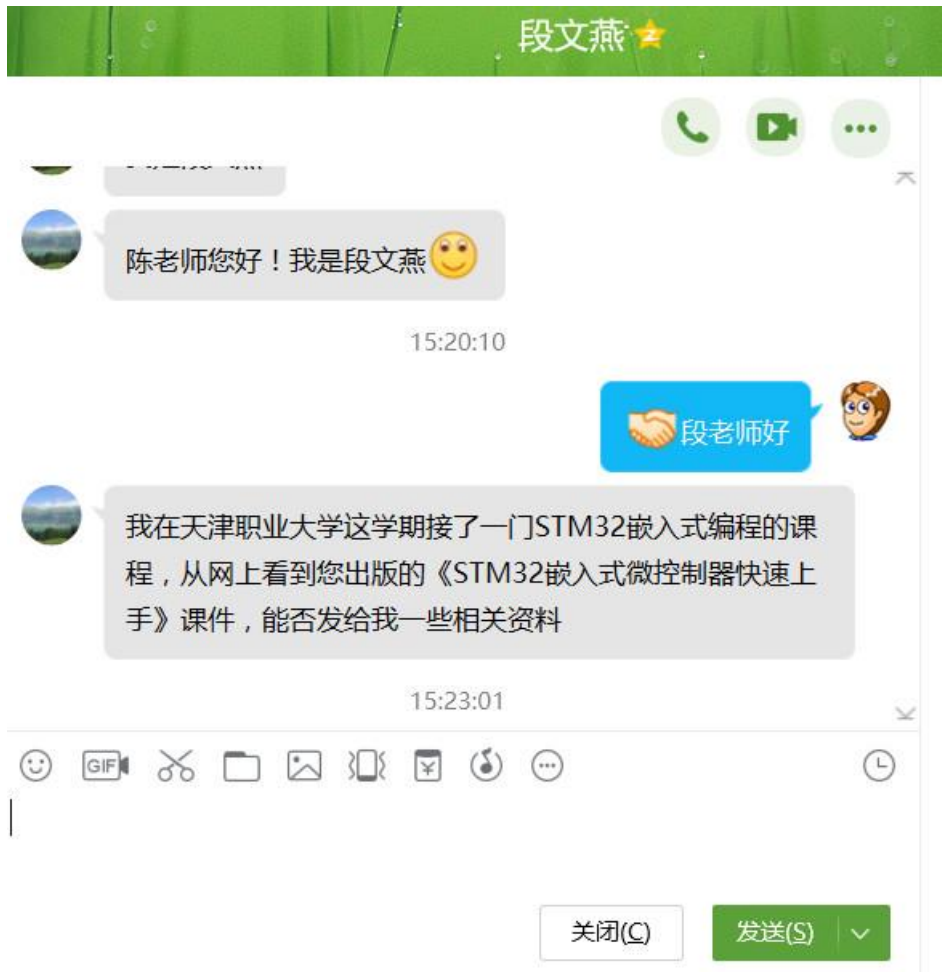 段文燕
陈老师您好！我是段文燕
15:20:10
段老师好
我在天津职业大学这学期接了一门STM32嵌入式编程的课
程，从网上看到您出版的《STM32嵌入式微控制器快速上
手》课件，能否发给我一些相关资料
15:23:01
GIF
关闭(C)
发送(S)